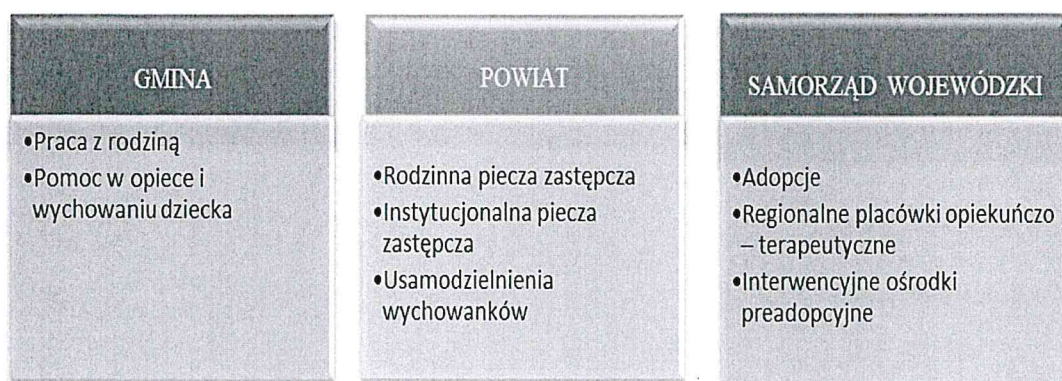 GMINA
•Praca z rodziną
•Pomoc w opiece i
wychowaniu dziecka
POWIAT
•Rodzinna piecza zastępcza
•Instytucjonalna piecza
zastępcza
•Usamodzielnienia
wychowanków
SAMORZĄD WOJEWÓDZKI
•Adopcje
•Regionalne placówki opiekuńczo
– terapeutyczne
•Interwencyjne ośrodki
preadopcyjne